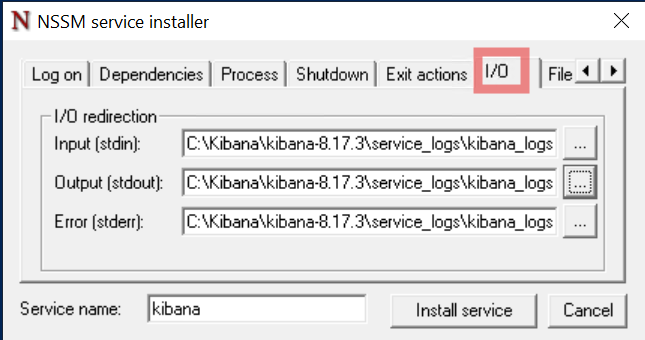 NSSM service installer
Log on Dependencies Process Shutdown Exit actions I/O File
I/O redirection
Input (stdin): C:\Kibana\kibana-8.17.3\service_logs\kibana_logs ...
Output (stdout): C:\Kibana\kibana-8.17.3\service_logs\kibana_logs ...
Error (stderr): C:\Kibana\kibana-8.17.3\service_logs\kibana_logs ...
Service name: kibana Install service Cancel